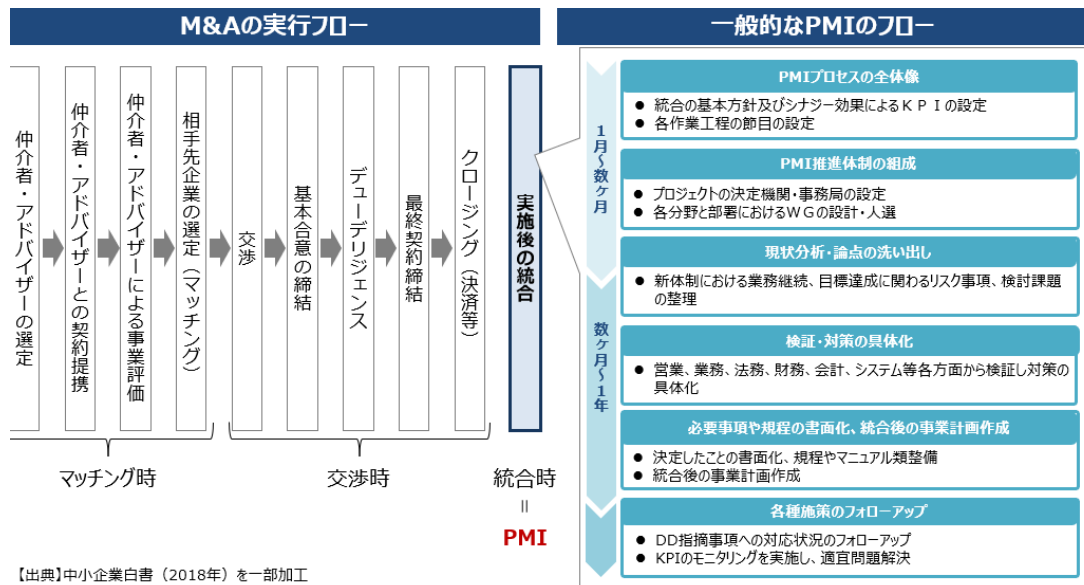 M&Aの実行フロー
仲介者・アドバイザーの選定
仲介者・アドバイザーとの契約提携
仲介者・アドバイザーによる事業評価
相手先企業の選定（マッチング）
交渉
基本合意の締結
デューデリジェンス
最終契約締結
クロージング（決済等）
実施後の統合
マッチング時
交渉時
統合時
＝
PMI
【出典】中小企業白書（2018年）を一部加工
一般的なPMIのフロー
1月～数ヶ月
数ヶ月～1年
PMIプロセスの全体像
● 統合の基本方針及びシナジー効果によるＫＰＩの設定
● 各作業工程の節目の設定
PMI推進体制の組成
● プロジェクトの決定機関・事務局の設定
● 各分野と部署におけるＷＧの設計・人選
現状分析・論点の洗い出し
● 新体制における業務継続、目標達成に関わるリスク事項、検討課題
の整理
検証・対策の具体化
● 営業、業務、法務、財務、会計、システム等各方面から検証し対策の
具体化
必要事項や規程の書面化、統合後の事業計画作成
● 決定したことの書面化、規程やマニュアル類整備
● 統合後の事業計画作成
各種施策のフォローアップ
● DD指摘事項への対応状況のフォローアップ
● KPIのモニタリングを実施し、適宜問題解決